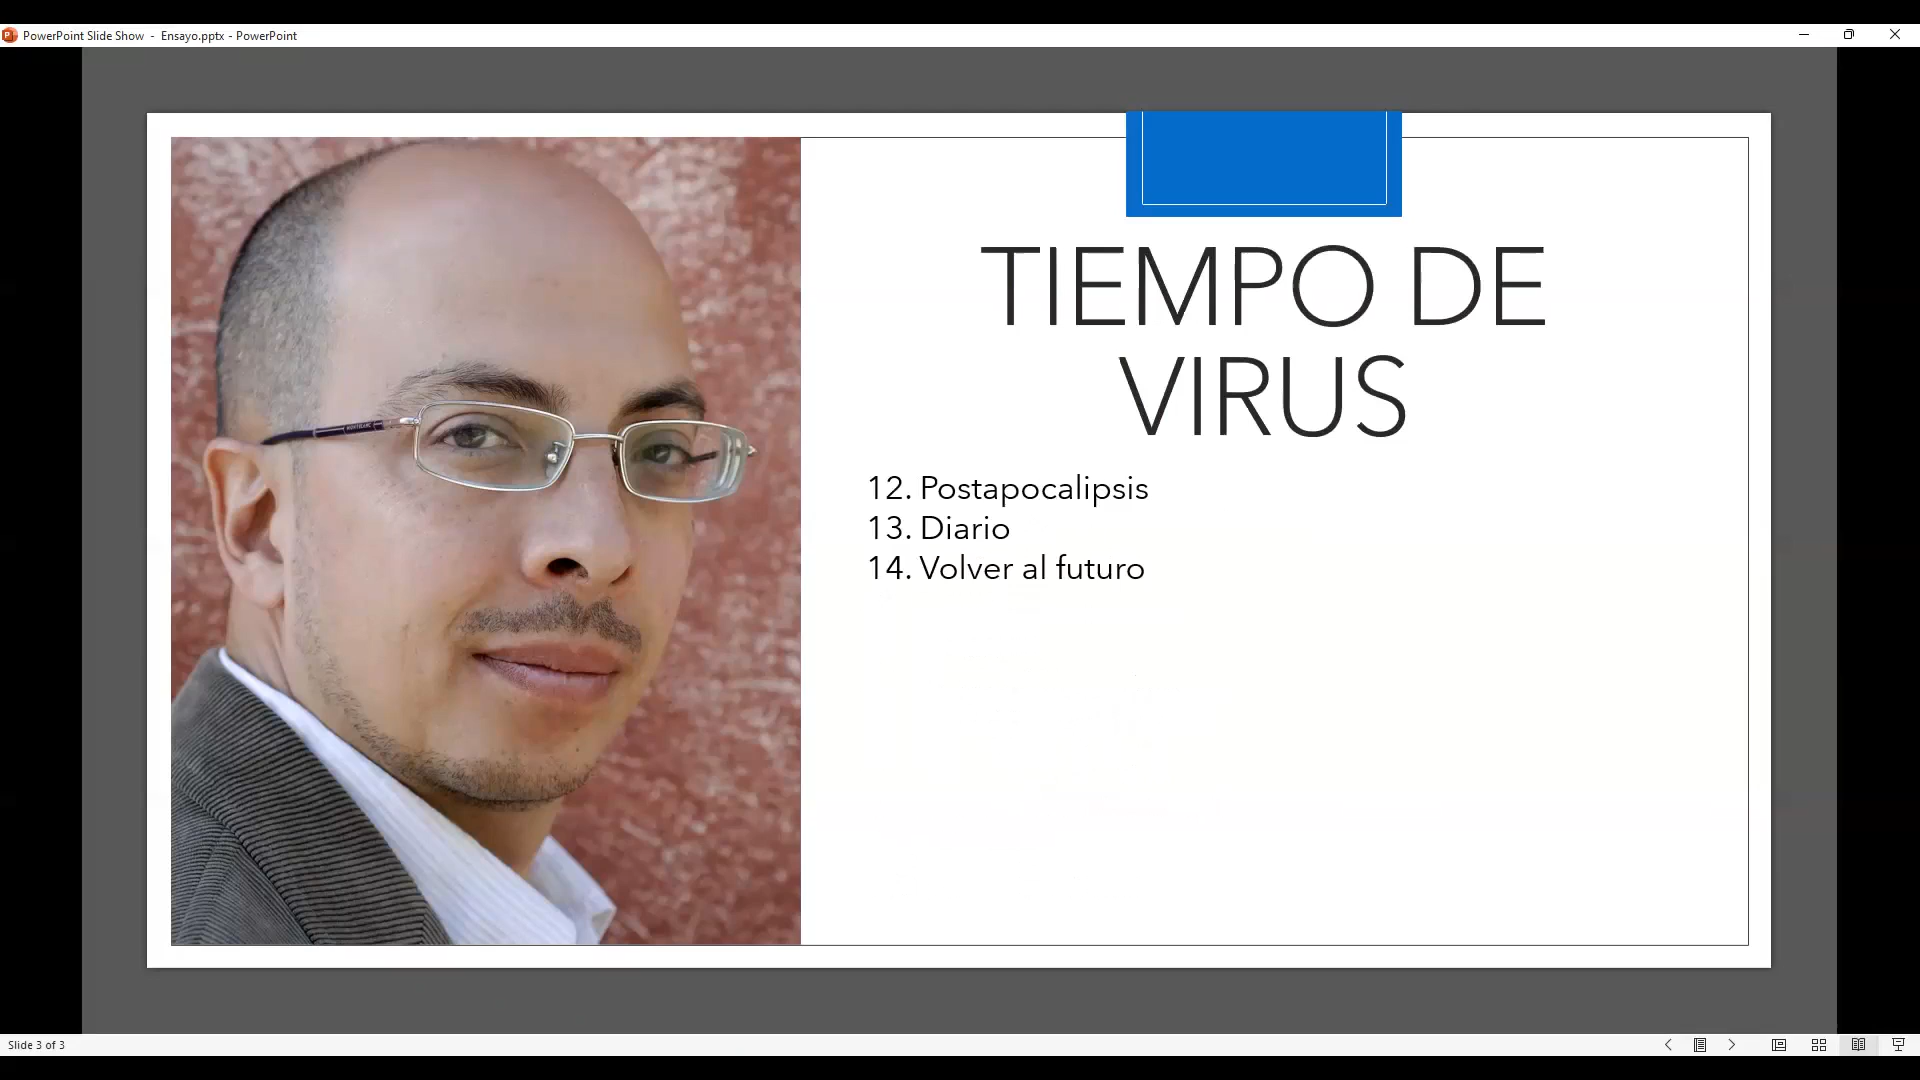 PowerPoint Slide Show - Ensayo.pptx - PowerPoint
TIEMPO DE
VIRUS
12. Postapocalipsis
13. Diario
14. Volver al futuro
Slide 3 of 3